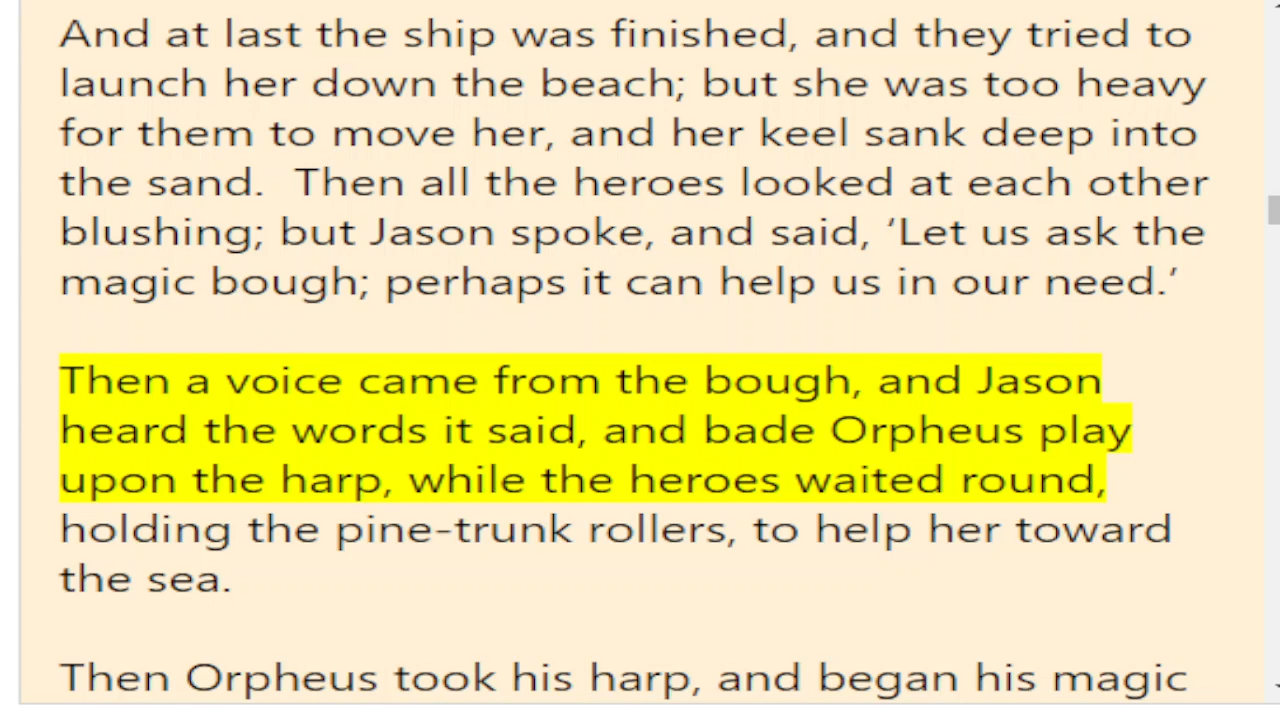 And at last the ship was finished, and they tried to
launch her down the beach; but she was too heavy
for them to move her, and her keel sank deep into
the sand.  Then all the heroes looked at each other
blushing; but Jason spoke, and said, ‘Let us ask the
magic bough; perhaps it can help us in our need.’
Then a voice came from the bough, and Jason
heard the words it said, and bade Orpheus play
upon the harp, while the heroes waited round,
holding the pine-trunk rollers, to help her toward
the sea.
Then Orpheus took his harp, and began his magic